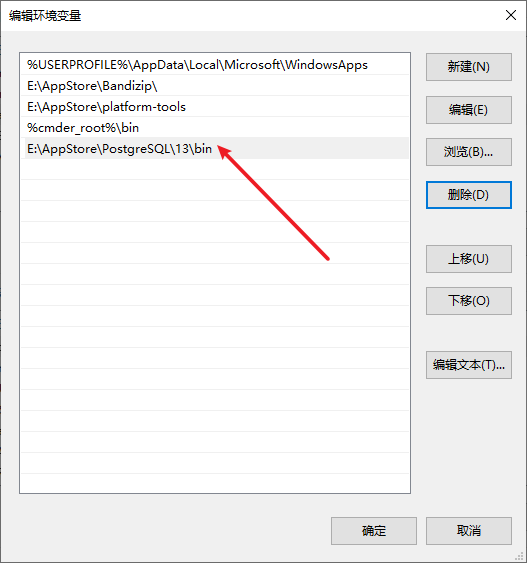 编辑环境变量
%USERPROFILE%\AppData\Local\Microsoft\WindowsApps
E:\AppStore\Bandizip\
E:\AppStore\platform-tools
%cmder_root%\bin
E:\AppStore\PostgreSQL\13\bin
新建(N)
编辑(E)
浏览(B)...
删除(D)
上移(U)
下移(O)
编辑文本(T)...
确定
取消